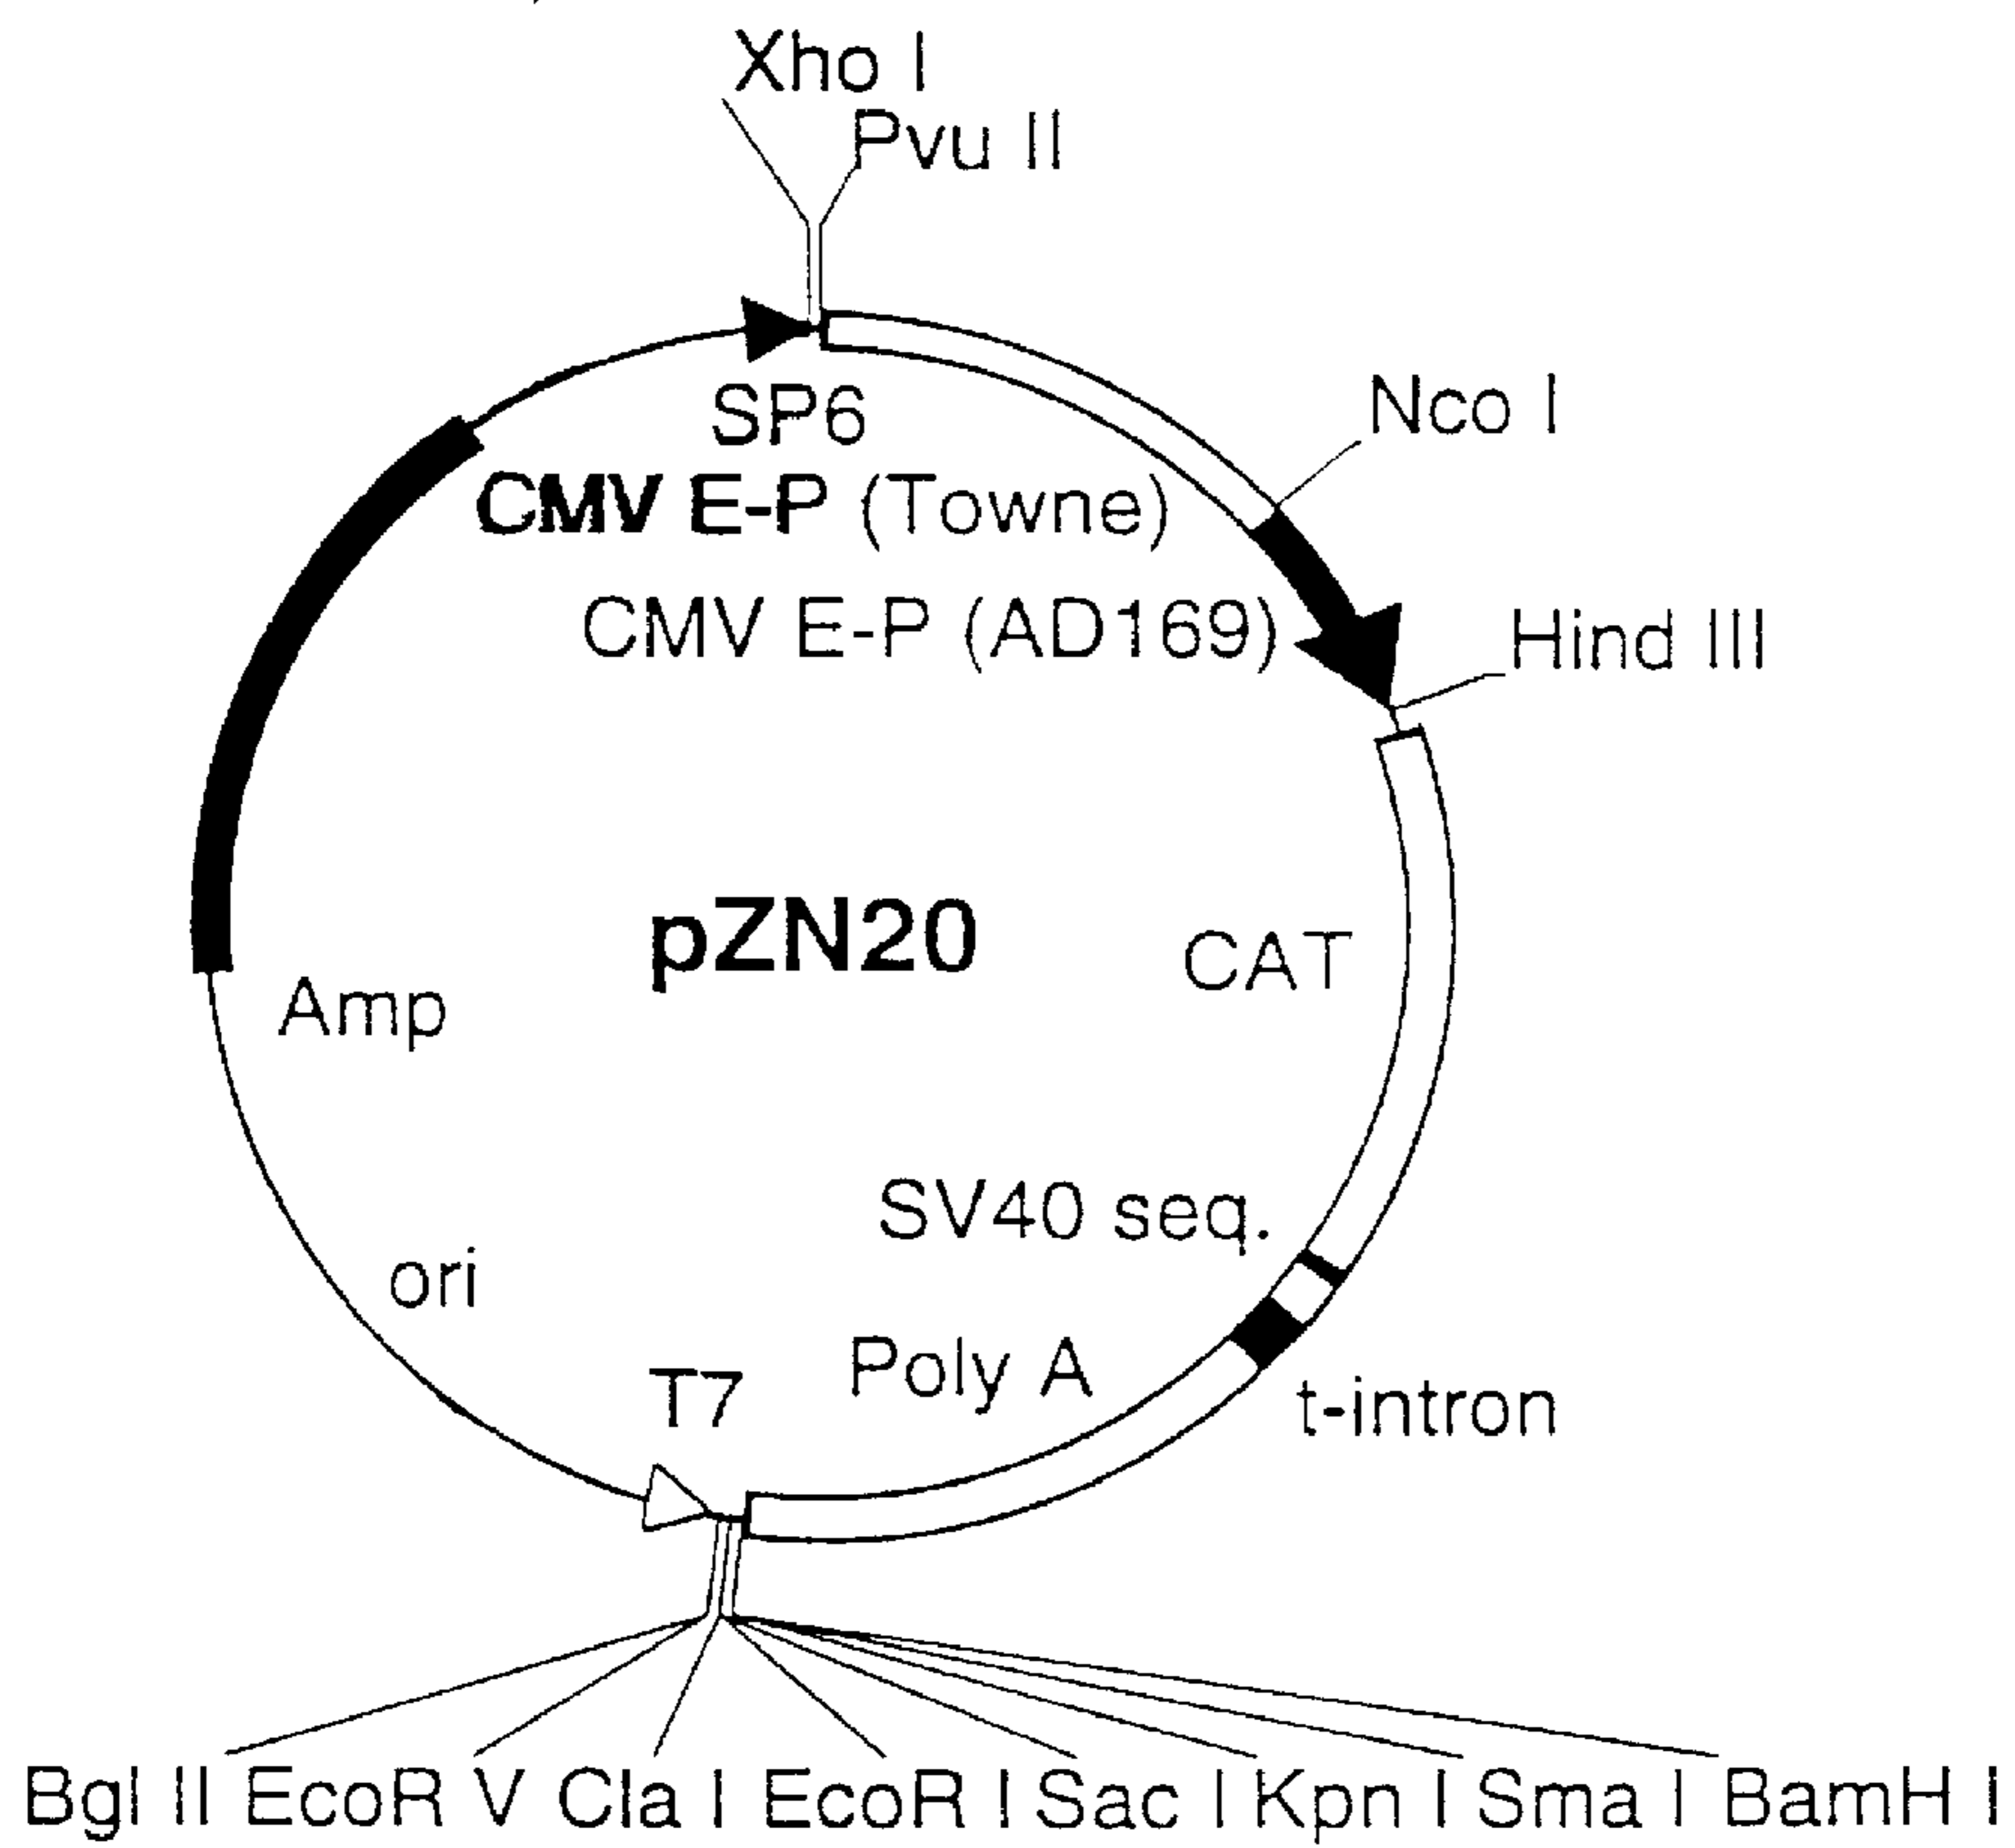 Xho I
Pvu II
Nco I
SP6
CMV E-P (Towne)
CMV E-P (AD169)
Hind III
pZN20
CAT
Amp
SV40 seq.
ori
Poly A
T7
t-intron
Bgl II EcoR V Cla I EcoR I Sac I Kpn I Sma I BamH I